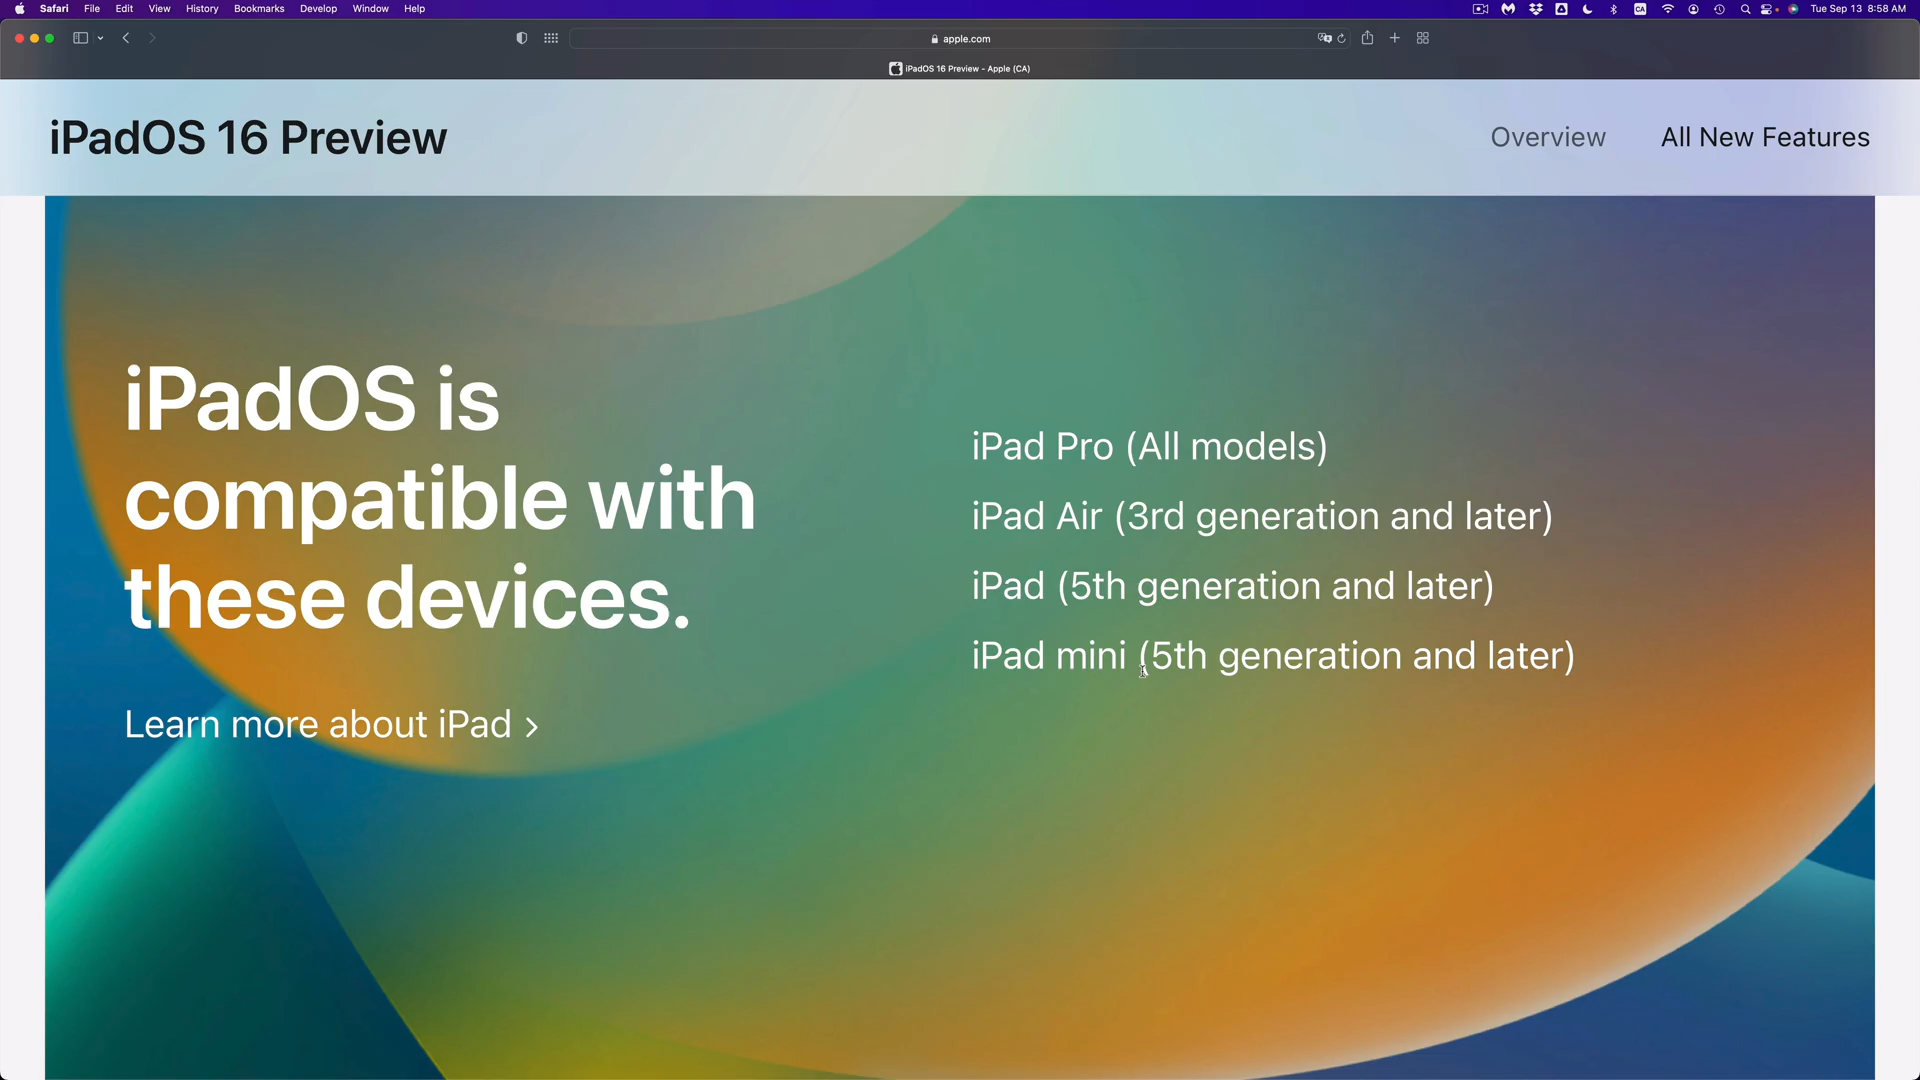 Safari File Edit View History Bookmarks Develop Window Help
CA
Tue Sep 13 8:58 AM
apple.com
iPadOS 16 Preview - Apple (CA)
iPadOS 16 Preview
Overview
All New Features
iPadOS is
compatible with
these devices.
Learn more about iPad >
iPad Pro (All models)
iPad Air (3rd generation and later)
iPad (5th generation and later)
iPad mini (5th generation and later)